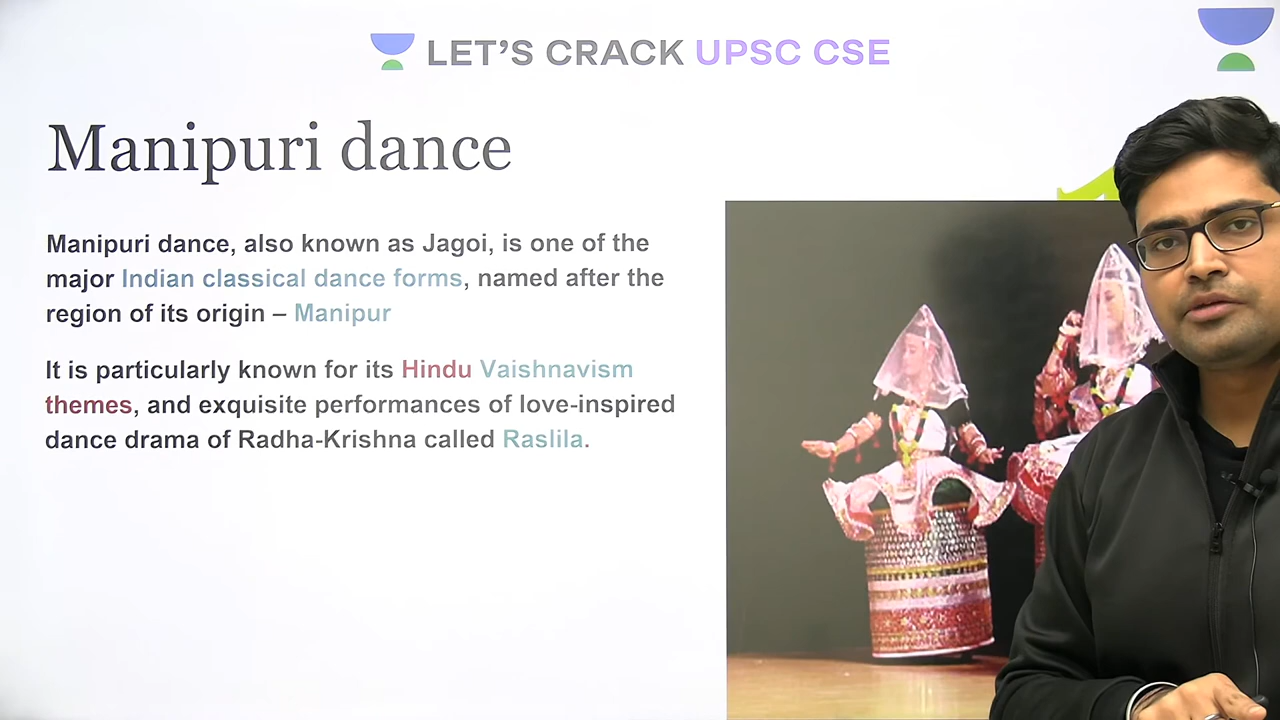 LET'S CRACK UPSC CSE
Manipuri dance
Manipuri dance, also known as Jagoi, is one of the
major Indian classical dance forms, named after the
region of its origin – Manipur
It is particularly known for its Hindu Vaishnavism
themes, and exquisite performances of love-inspired
dance drama of Radha-Krishna called Raslila.